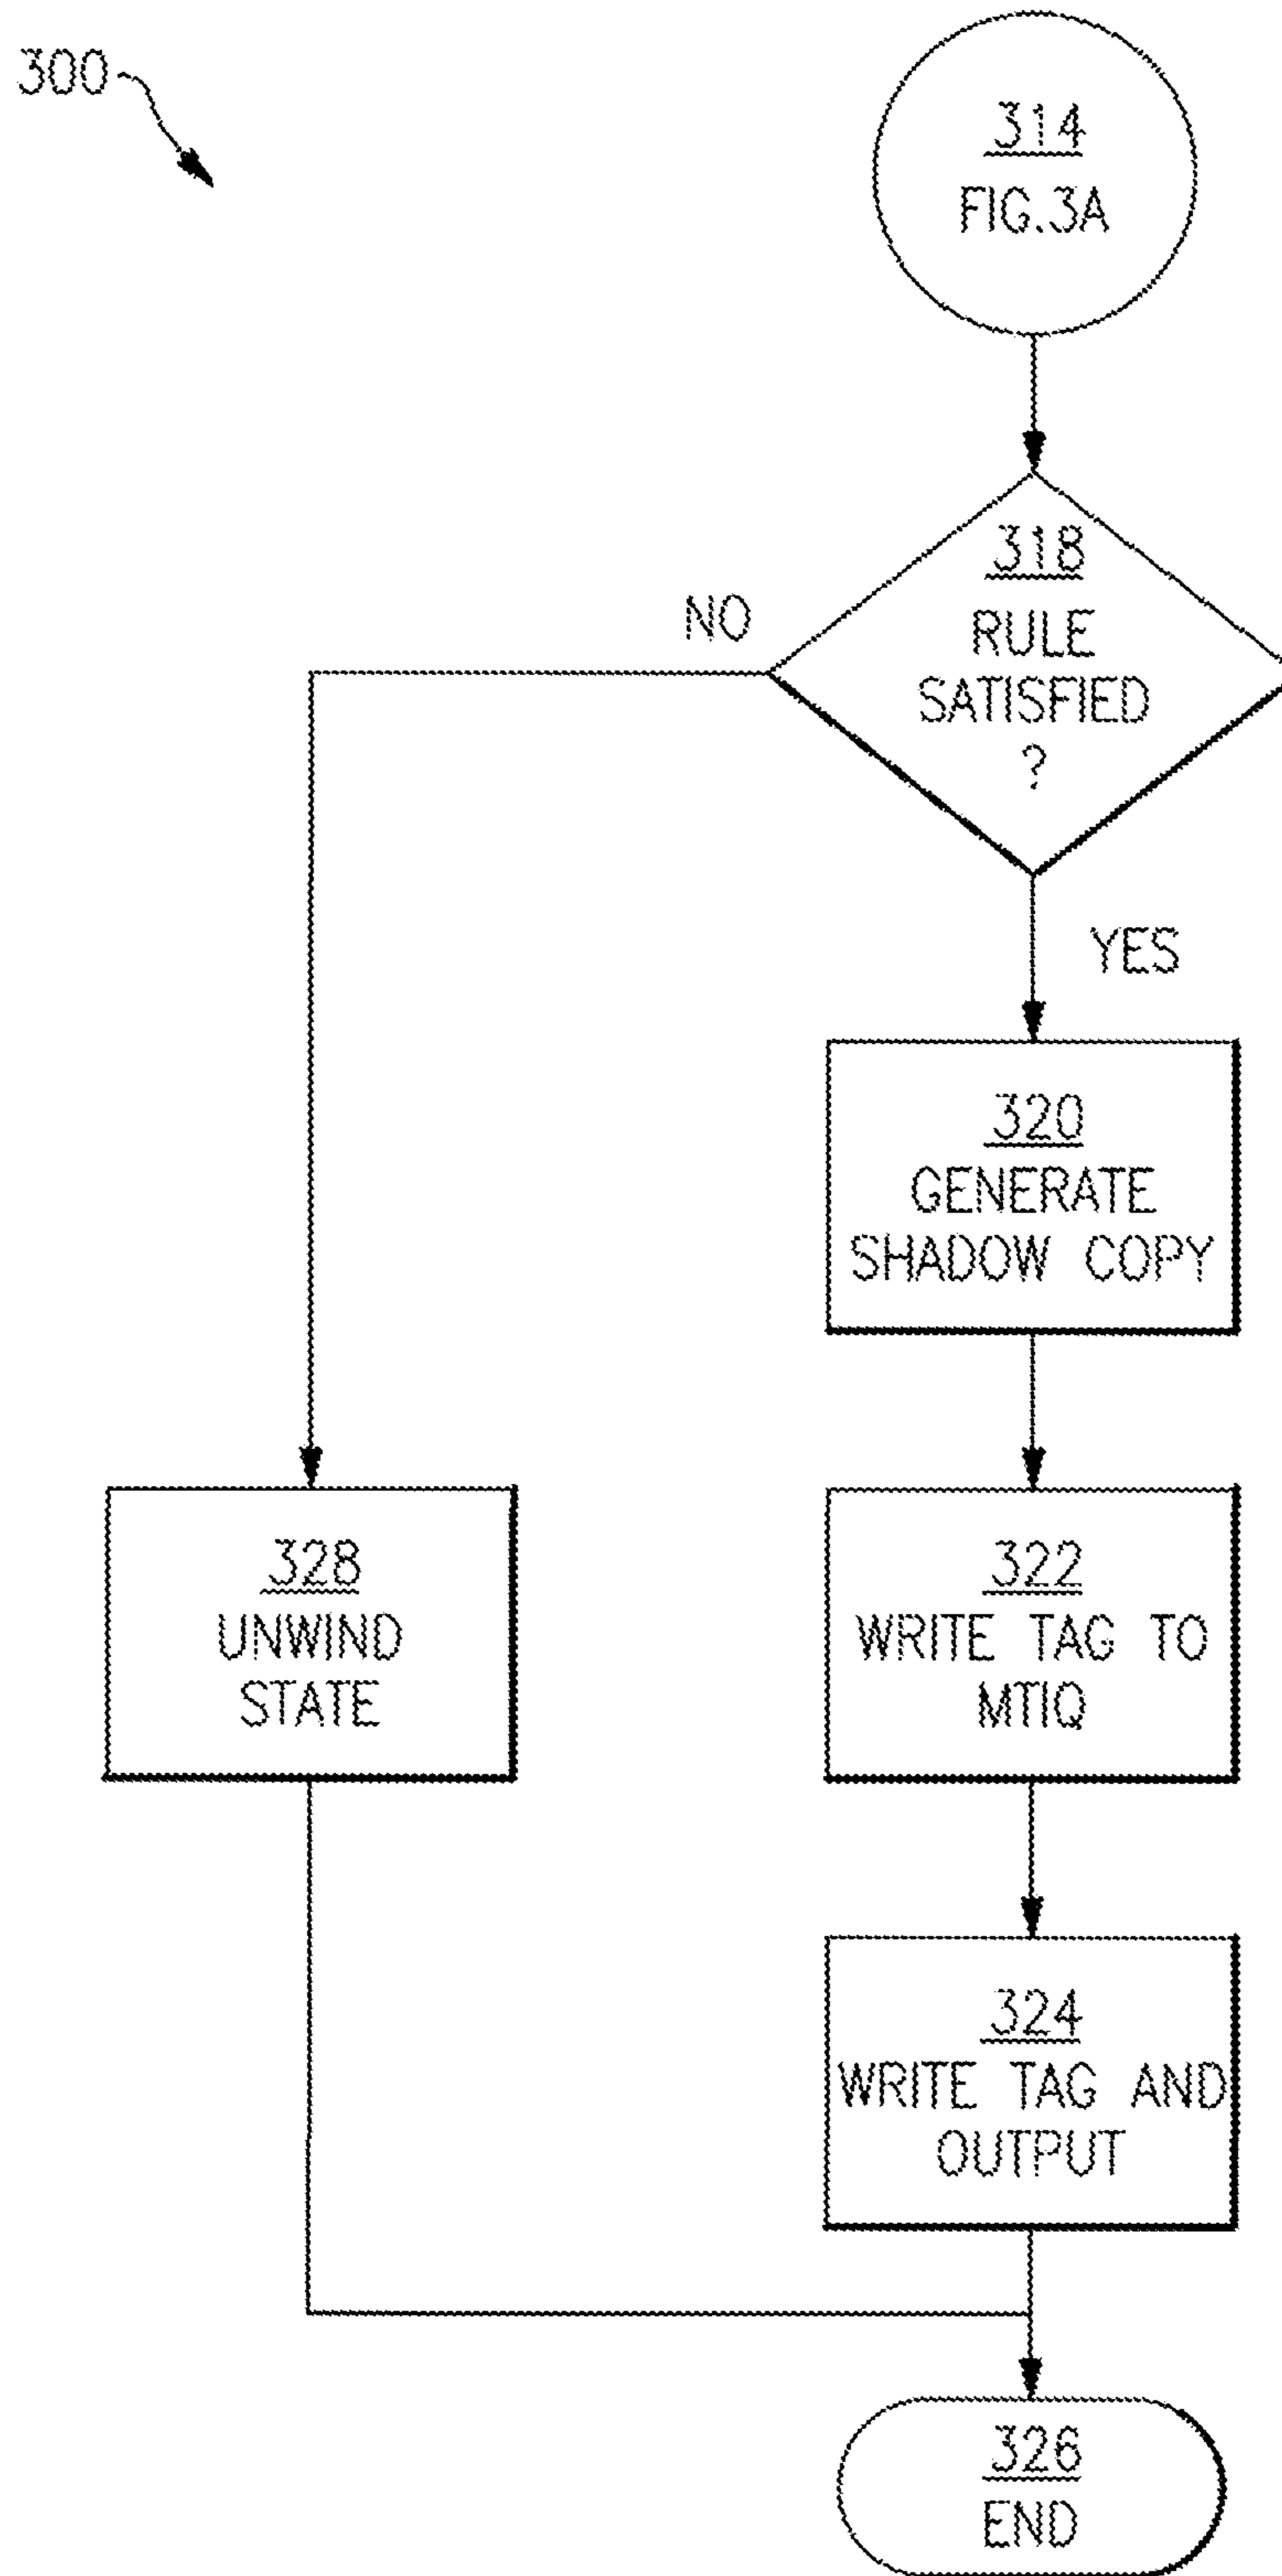 300
314
FIG.3A
318
RULE
SATISFIED
?
NO
YES
320
GENERATE
SHADOW COPY
328
UNWIND
STATE
322
WRITE TAG TO
MTIQ
324
WRITE TAG AND
OUTPUT
326
END